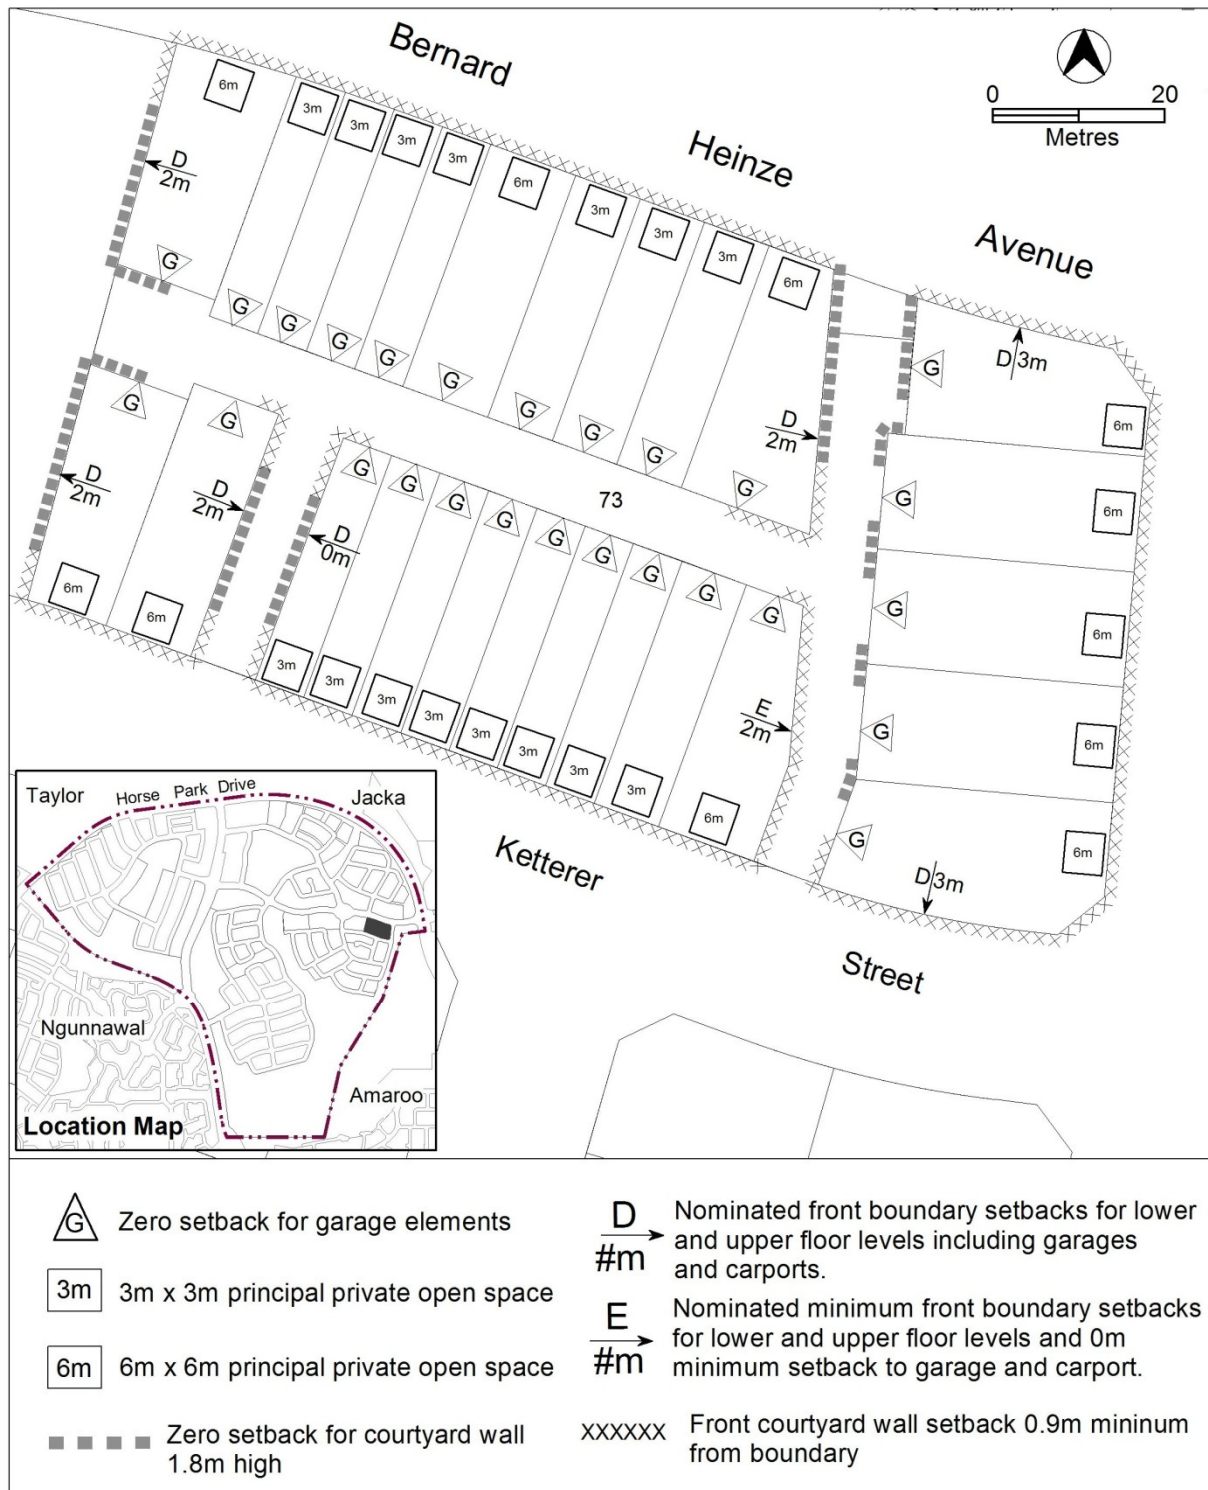 Bernard
Heinze
Avenue
0 20
Metres
6m
3m
3m
3m
3m
6m
3m
3m
3m
6m
D
2m
G
G
G
G
G
G
G
G
G
G
D
2m
D 3m
G
6m
G
6m
G
6m
G
6m
G
6m
D 3m
G
G
D
2m
D
2m
6m
6m
73
G
G
G
G
G
G
G
G
G
D
0m
E
2m
3m
3m
3m
3m
3m
3m
3m
3m
6m
Ketterer
Street
Taylor
Horse Park Drive
Jacka
Ngunnawal
Amaroo
Location Map
G Zero setback for garage elements
3m 3m x 3m principal private open space
6m 6m x 6m principal private open space
Zero setback for courtyard wall
1.8m high
D
#m
Nominated front boundary setbacks for lower
and upper floor levels including garages
and carports.
E
#m
Nominated minimum front boundary setbacks
for lower and upper floor levels and 0m
minimum setback to garage and carport.
XXXXXX Front courtyard wall setback 0.9m mininum
from boundary